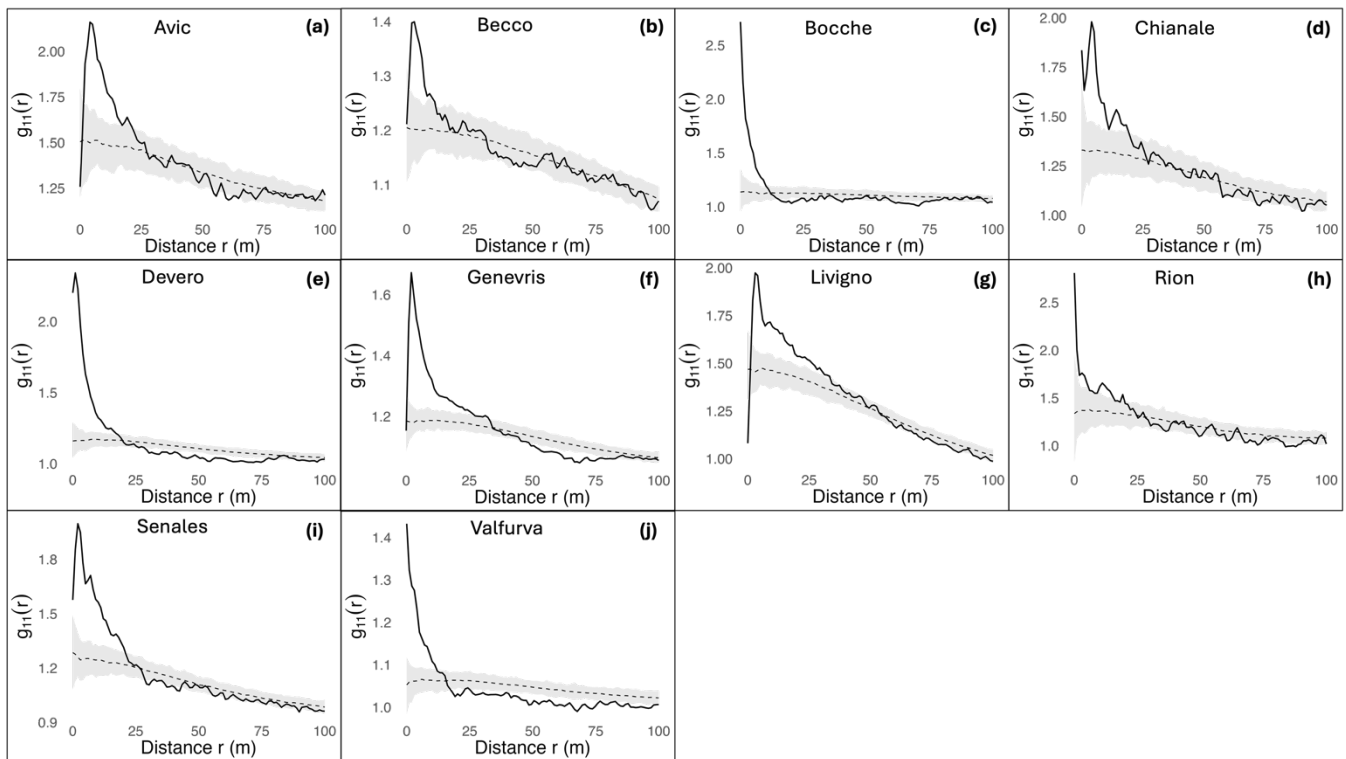 Avic (a)
2.00
1.75
1.50
1.25
g11(r)
0 25 50 75 100
Distance r (m)
Becco (b)
1.4
1.3
1.2
1.1
g11(r)
0 25 50 75 100
Distance r (m)
Bocche (c)
2.5
2.0
1.5
1.0
g11(r)
0 25 50 75 100
Distance r (m)
Chianale (d)
2.00
1.75
1.50
1.25
1.00
g11(r)
0 25 50 75 100
Distance r (m)
Devero (e)
2.0
1.5
1.0
g11(r)
0 25 50 75 100
Distance r (m)
Genevris (f)
1.6
1.4
1.2
g11(r)
0 25 50 75 100
Distance r (m)
Livigno (g)
2.00
1.75
1.50
1.25
1.00
g11(r)
0 25 50 75 100
Distance r (m)
Rion (h)
2.5
2.0
1.5
1.0
g11(r)
0 25 50 75 100
Distance r (m)
Senales (i)
1.8
1.5
1.2
0.9
g11(r)
0 25 50 75 100
Distance r (m)
Valfurva (j)
1.4
1.3
1.2
1.1
1.0
g11(r)
0 25 50 75 100
Distance r (m)